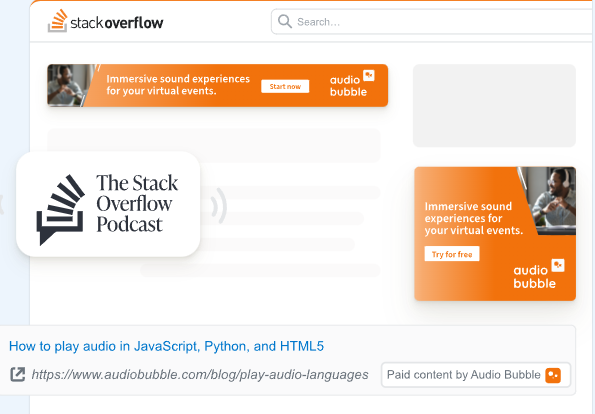 stackoverflow
Search...
Immersive sound experiences
for your virtual events.
Start now
audio
bubble
The Stack
Overflow
Podcast
Immersive sound
experiences for
your virtual events.
Try for free
audio
bubble
How to play audio in JavaScript, Python, and HTML5
https://www.audiobubble.com/blog/play-audio-languages
Paid content by Audio Bubble